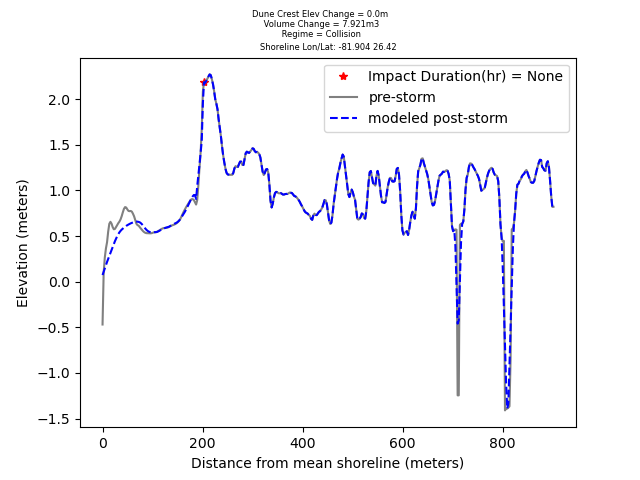 Dune Crest Elev Change = 0.0m
Volume Change = 7.921m3
Regime = Collision
Shoreline Lon/Lat: -81.904 26.42
Impact Duration(hr) = None
pre-storm
modeled post-storm
Elevation (meters)
2.0
1.5
1.0
0.5
0.0
−0.5
−1.0
−1.5
0 200 400 600 800
Distance from mean shoreline (meters)